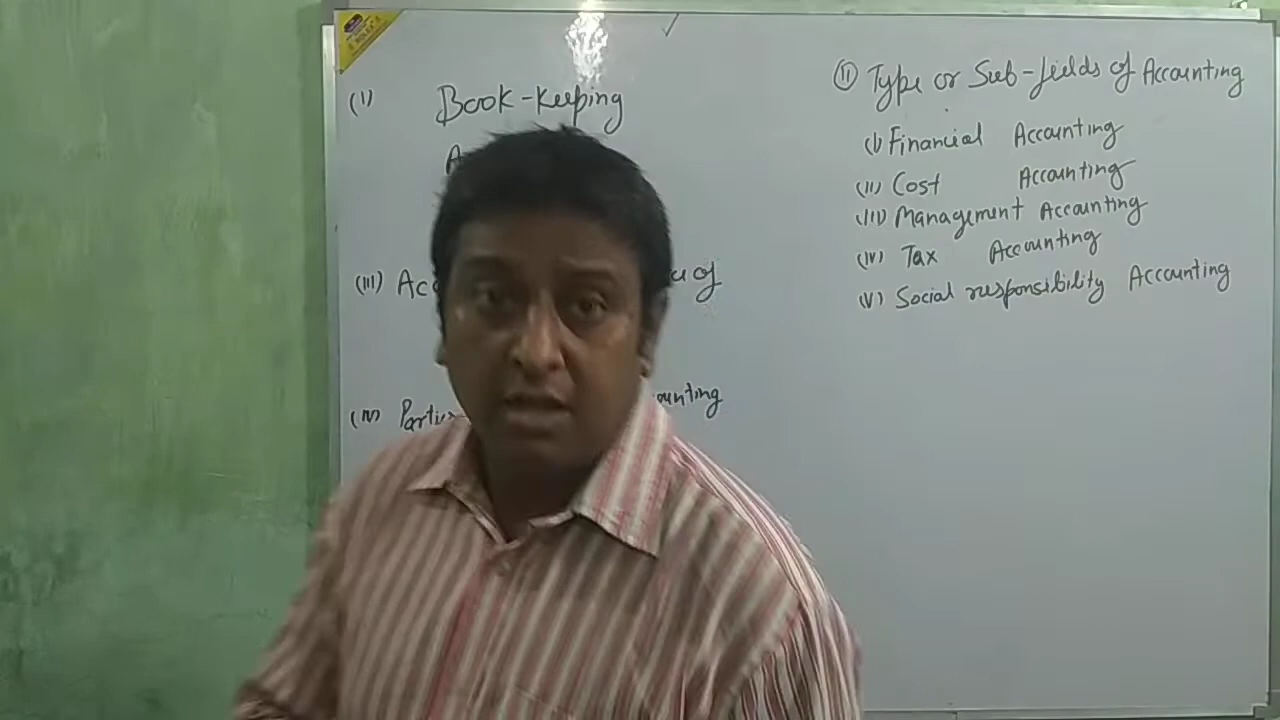 (I) Book-Keeping
A
(III) Acc of
(IV) Parti unting
(II) Type or Sub-fields of Accounting
(I) Financial Accounting
(II) Cost Accounting
(III) Management Accounting
(IV) Tax Accounting
(V) Social responsibility Accounting